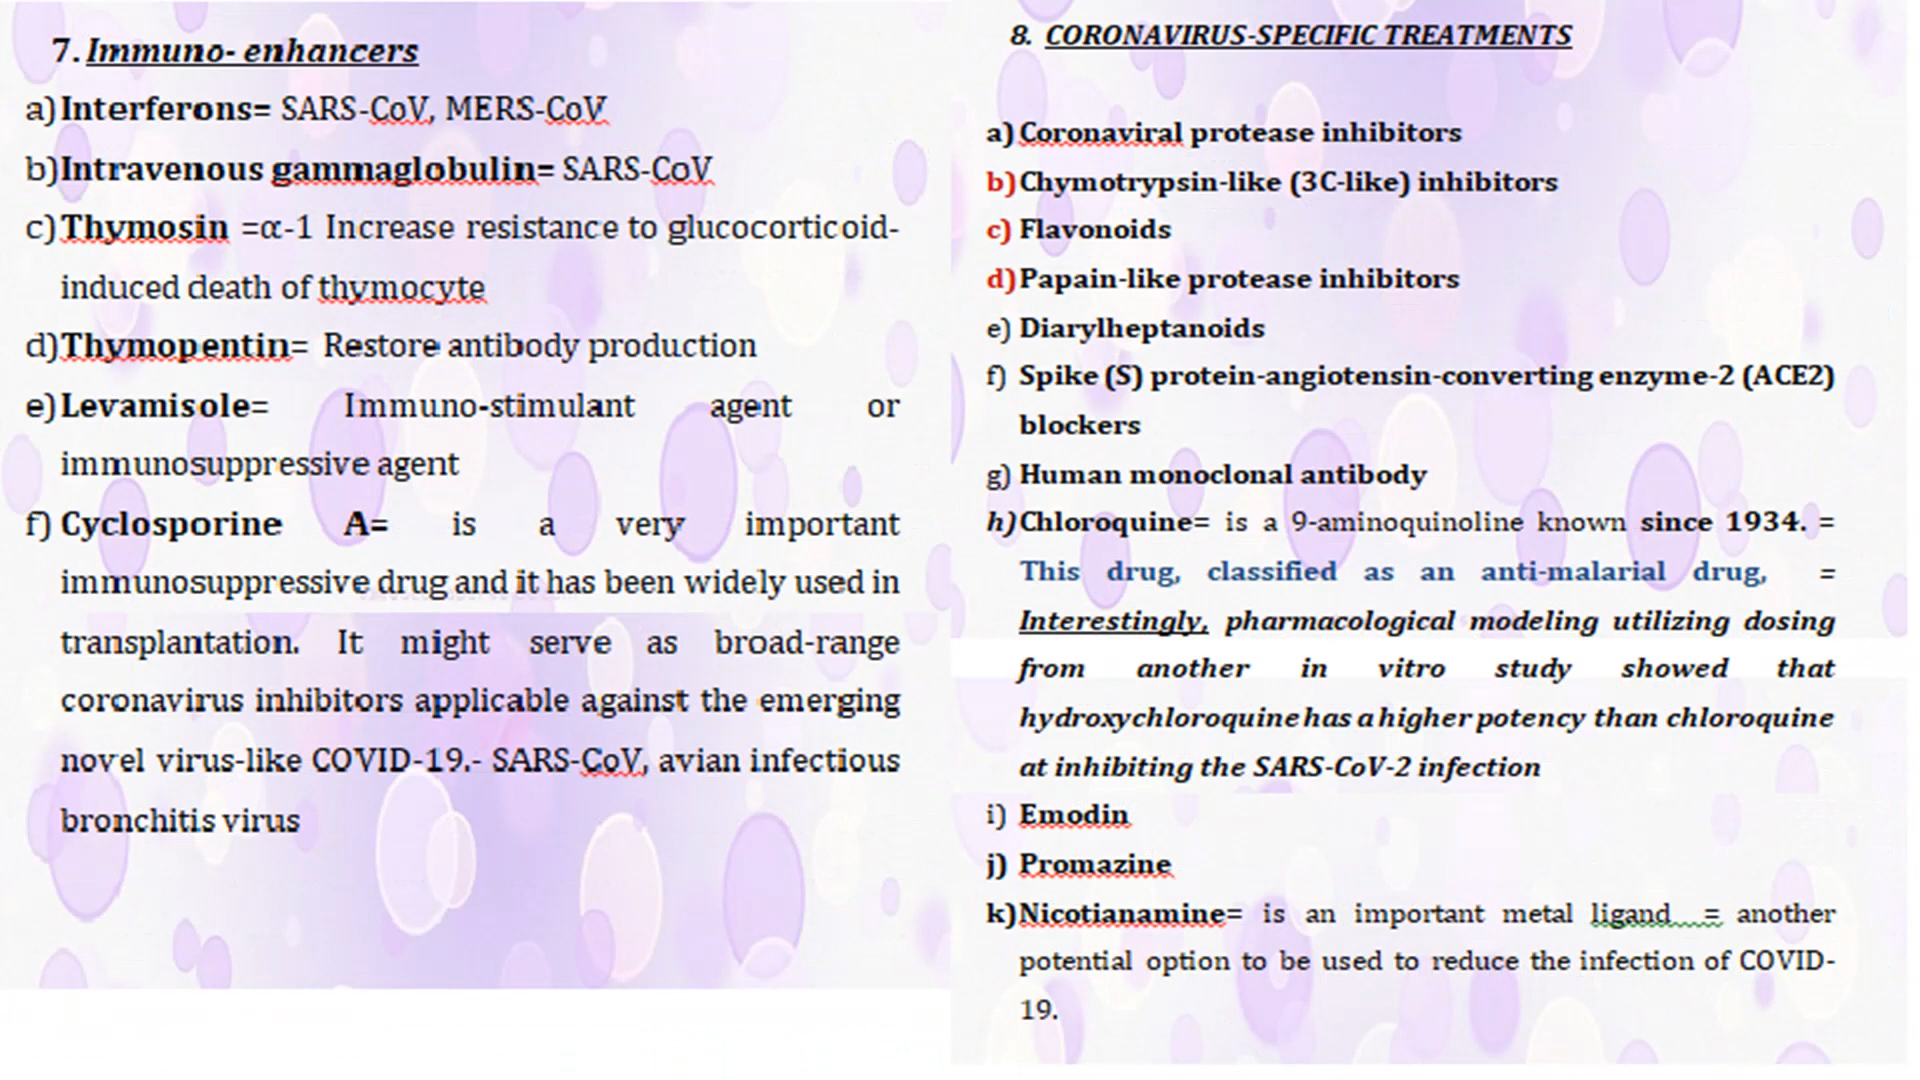 7. Immuno- enhancers
a) Interferons= SARS-CoV, MERS-CoV
b) Intravenous gammaglobulin= SARS-CoV
c) Thymosin =α-1 Increase resistance to glucocorticoid-
induced death of thymocyte
d) Thymopentin= Restore antibody production
e) Levamisole= Immuno-stimulant agent or
immunosuppressive agent
f) Cyclosporine A= is a very important
immunosuppressive drug and it has been widely used in
transplantation. It might serve as broad-range
coronavirus inhibitors applicable against the emerging
novel virus-like COVID-19.- SARS-CoV, avian infectious
bronchitis virus
8. CORONAVIRUS-SPECIFIC TREATMENTS
a) Coronaviral protease inhibitors
b) Chymotrypsin-like (3C-like) inhibitors
c) Flavonoids
d) Papain-like protease inhibitors
e) Diarylheptanoids
f) Spike (S) protein-angiotensin-converting enzyme-2 (ACE2)
blockers
g) Human monoclonal antibody
h) Chloroquine= is a 9-aminoquinoline known since 1934. =
This drug, classified as an anti-malarial drug, =
Interestingly, pharmacological modeling utilizing dosing
from another in vitro study showed that
hydroxychloroquine has a higher potency than chloroquine
at inhibiting the SARS-CoV-2 infection
i) Emodin
j) Promazine
k) Nicotianamine= is an important metal ligand = another
potential option to be used to reduce the infection of COVID-
19.